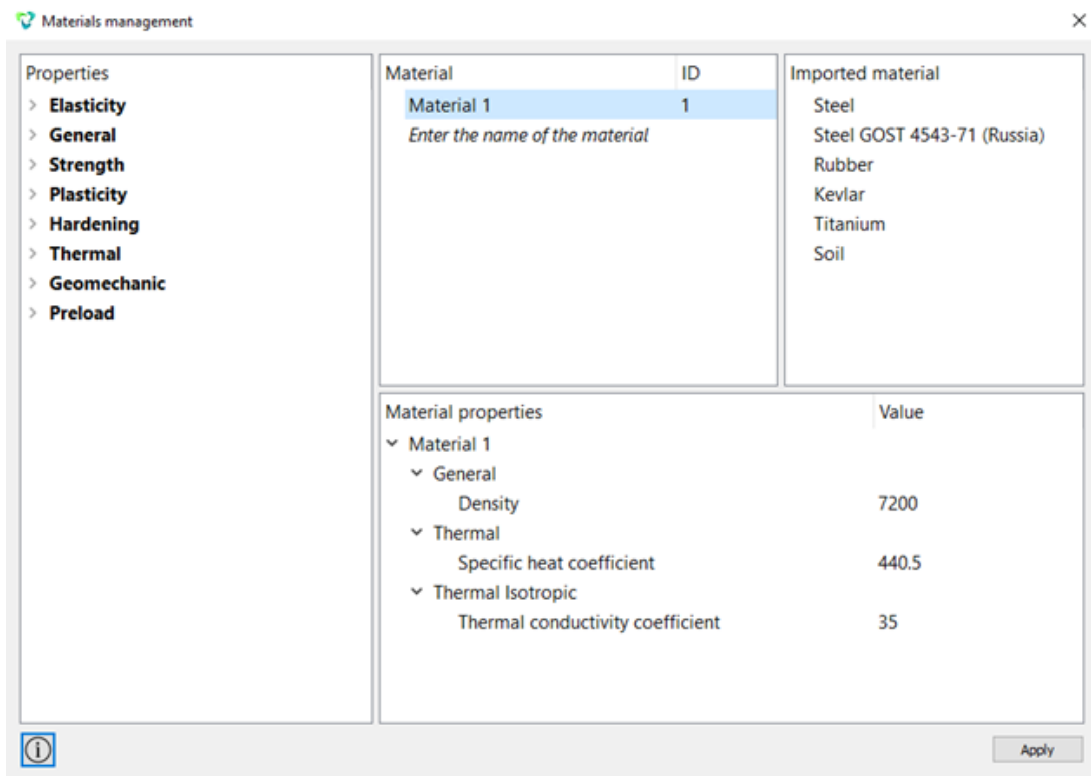 Materials management
Properties
Elasticity
General
Strength
Plasticity
Hardening
Thermal
Geomechanic
Preload
Material ID
Material 1 1
Enter the name of the material
Imported material
Steel
Steel GOST 4543-71 (Russia)
Rubber
Kevlar
Titanium
Soil
Material properties Value
Material 1
General
Density 7200
Thermal
Specific heat coefficient 440.5
Thermal Isotropic
Thermal conductivity coefficient 35
Apply